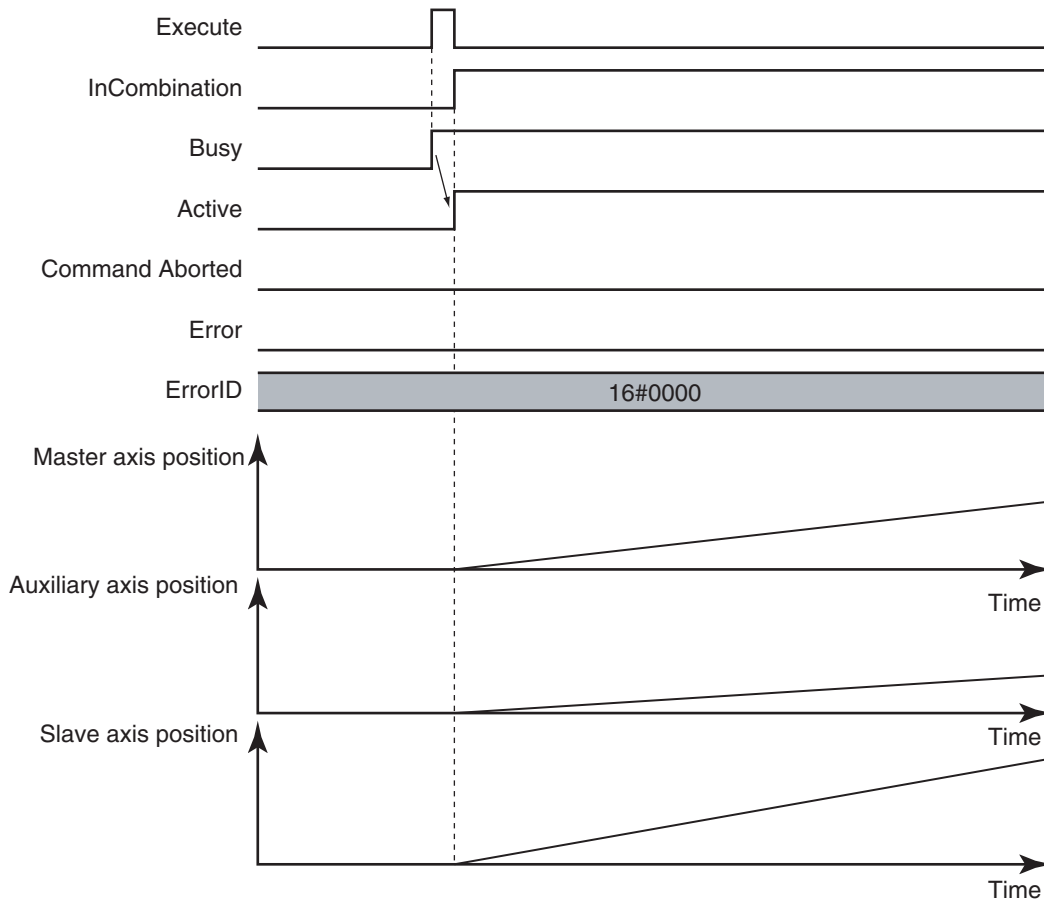 Execute
InCombination
Busy
Active
Command Aborted
Error
ErrorID
16#0000
Master axis position
Time
Auxiliary axis position
Time
Slave axis position
Time